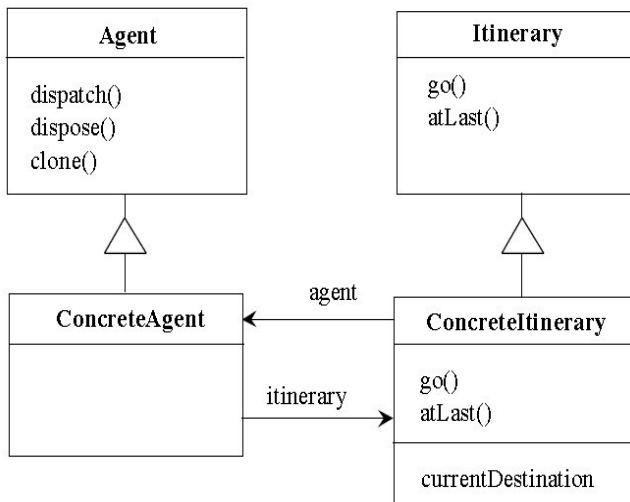 Agent
dispatch()
dispose()
clone()
Itinerary
go()
atLast()
ConcreteAgent
agent
itinerary
ConcreteItinerary
go()
atLast()
currentDestination